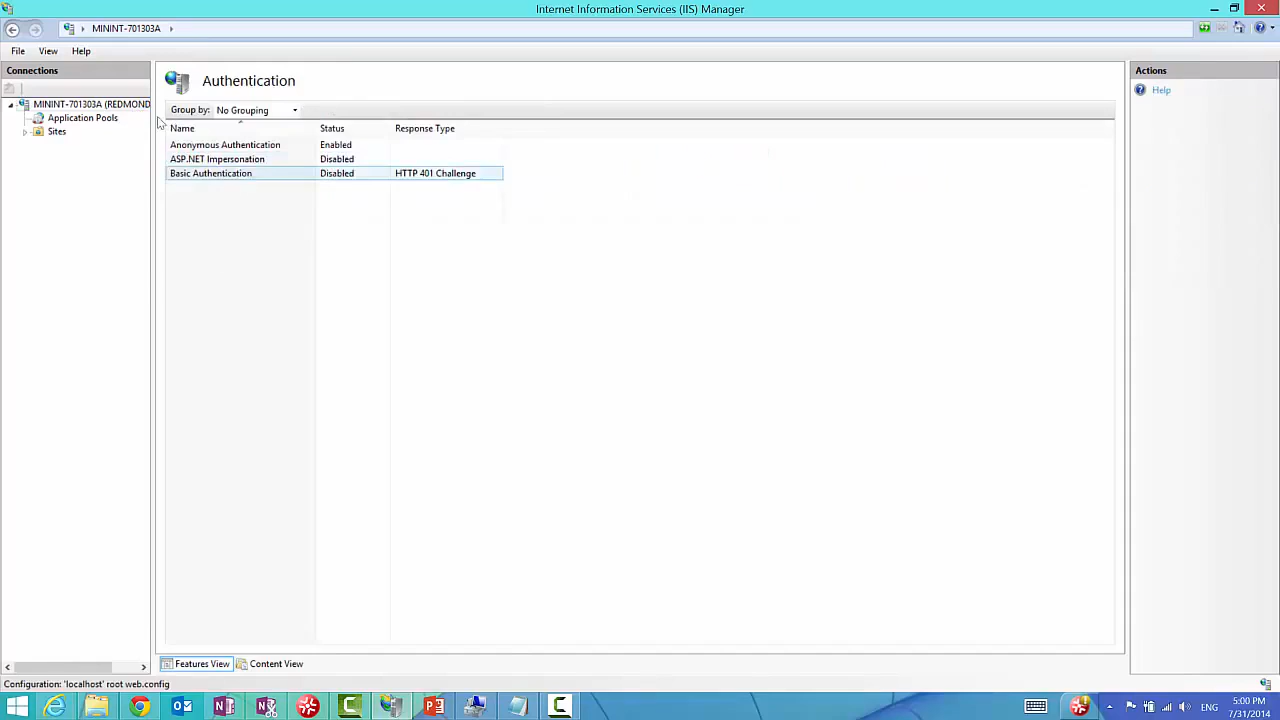 Internet Information Services (IIS) Manager
MININT-701303A
File View Help
Connections
MININT-701303A (REDMOND
Application Pools
Sites
Authentication
Group by: No Grouping
Name Status Response Type
Anonymous Authentication Enabled
ASP.NET Impersonation Disabled
Basic Authentication Disabled HTTP 401 Challenge
Features View Content View
Actions
Help
Configuration: 'localhost' root web.config
ENG
5:00 PM
7/31/2014